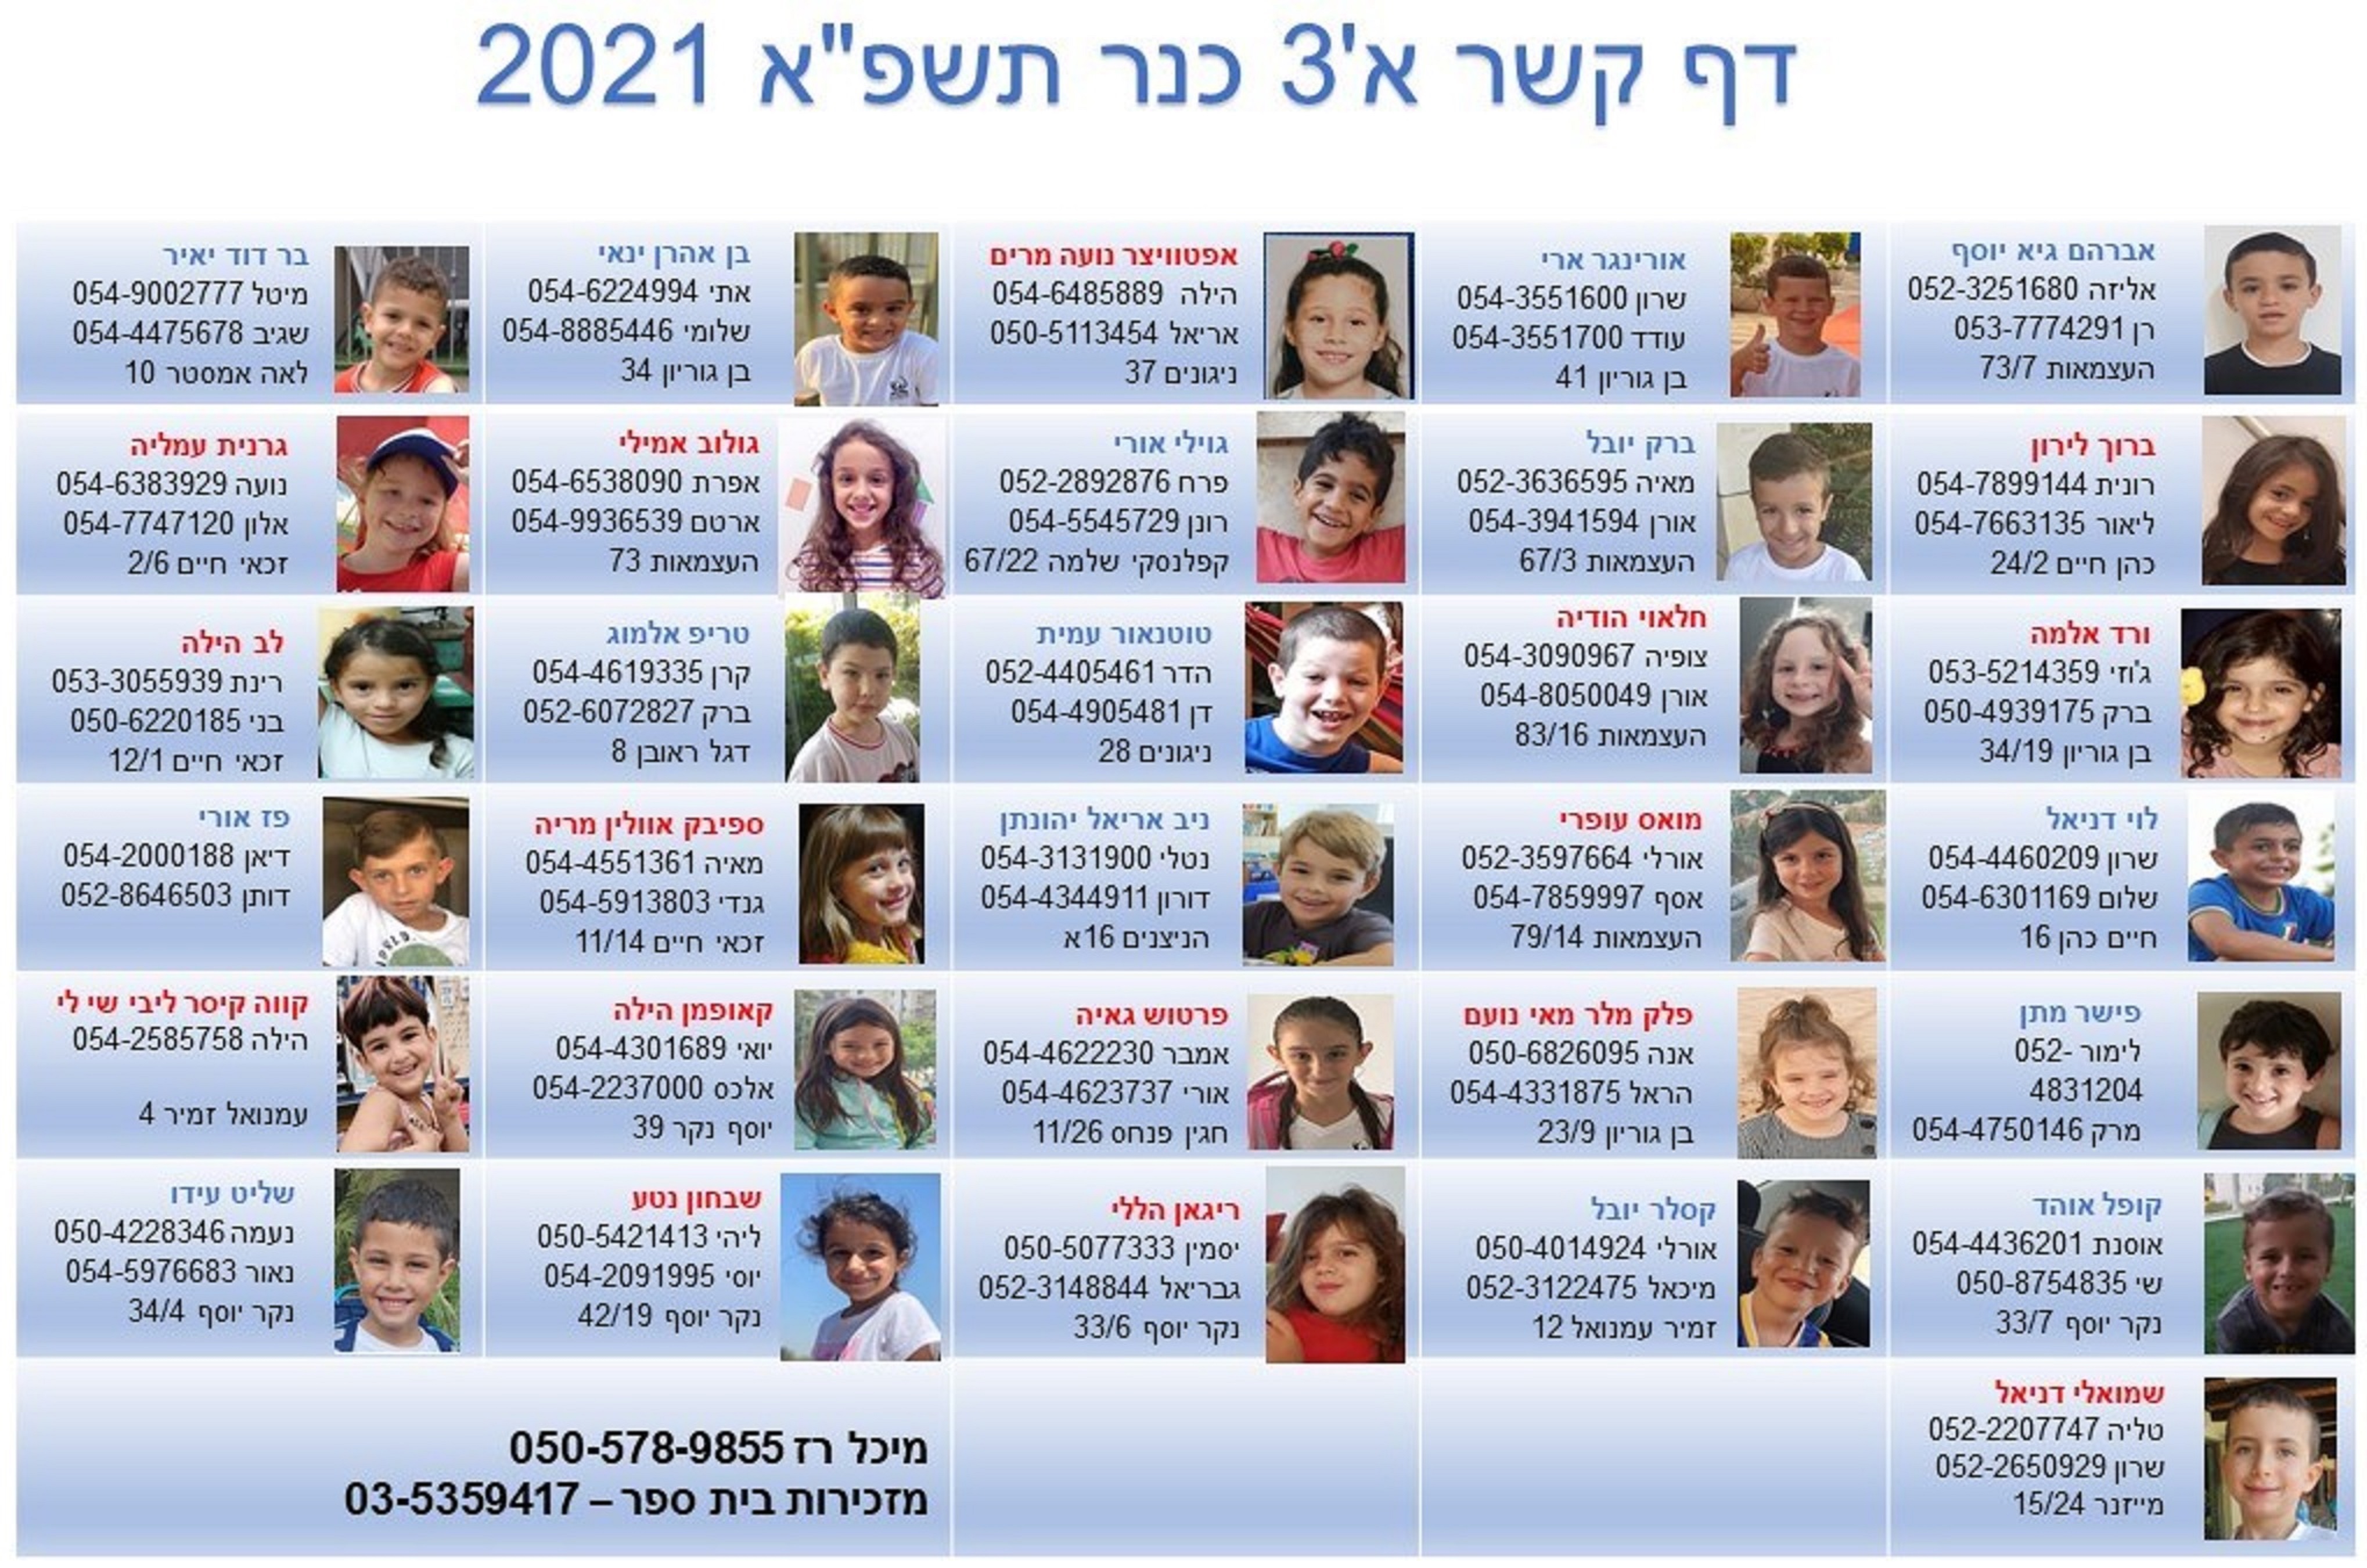 דף קשר א'3 כנר תשפ"א 2021
אברהם גיא יוסף
אליזה 052-3251680
רן 053-7774291
העצמאות 73/7
אורינגר ארי
שרון 054-3551600
עודד 054-3551700
בן גוריון 41
אפטוויצר נועה מרים
הילה 054-6485889
אריאל 050-5113454
ניגונים 37
בן אהרן ינאי
אתי 054-6224994
שלומי 054-8885446
בן גוריון 34
בר דוד יאיר
מיטל 054-9002777
שגיב 054-4475678
לאה אמסטר 10
ברוך לירון
רונית 054-7899144
ליאור 054-7663135
כהן חיים 24/2
ברק יובל
מאיה 052-3636595
אורן 054-3941594
העצמאות 67/3
גוילי אורי
פרח 052-2892876
רונן 054-5545729
קפלנסקי שלמה 67/22
גולוב אמילי
אפרת 054-6538090
ארטם 054-9936539
העצמאות 73
גרנית עמליה
נועה 054-6383929
אלון 054-7747120
זכאי חיים 2/6
ורד אלמה
ג'וזי 053-5214359
ברק 050-4939175
בן גוריון 34/19
חלאוי הודיה
צופיה 054-3090967
אורן 054-8050049
העצמאות 83/16
טוטנאור עמית
הדר 052-4405461
דן 054-4905481
ניגונים 28
טריפ אלמוג
קרן 054-4619335
ברק 052-6072827
דגל ראובן 8
לב הילה
רינת 053-3055939
בני 050-6220185
זכאי חיים 12/1
לוי דניאל
שרון 054-4460209
שלום 054-6301169
חיים כהן 16
מואס עופרי
אורלי 052-3597664
אסף 054-7859997
העצמאות 79/14
ניב אריאל יהונתן
נטלי 054-3131900
דורון 054-4344911
הניצנים 16א
ספיבק אוולין מריה
מאיה 054-4551361
גנדי 054-5913803
זכאי חיים 11/14
פז אורי
דיאן 054-2000188
דותן 052-8646503
פישר מתן
לימור -052
4831204
מרק 054-4750146
פלק מלר מאי נועם
אנה 050-6826095
הראל 054-4331875
בן גוריון 23/9
פרטוש גאיה
אמבר 054-4622230
אורי 054-4623737
חגין פנחס 11/26
קאופמן הילה
יואי 054-4301689
אלכס 054-2237000
יוסף נקר 39
קווה קיסר ליבי שי לי
הילה 054-2585758
עמנואל זמיר 4
קופל אוהד
אוסנת 054-4436201
שי 050-8754835
נקר יוסף 33/7
קסלר יובל
אורלי 050-4014924
מיכאל 052-3122475
זמיר עמנואל 12
ריגאן הללי
יסמין 050-5077333
גבריאל 052-3148844
נקר יוסף 33/6
שבחון נטע
ליהי 050-5421413
יוסי 054-2091995
נקר יוסף 42/19
שליט עידו
נעמה 050-4228346
נאור 054-5976683
נקר יוסף 34/4
שמואלי דניאל
טליה 052-2207747
שרון 052-2650929
מייזנר 15/24
מיכל רז 050-578-9855
מזכירות בית ספר – 03-5359417